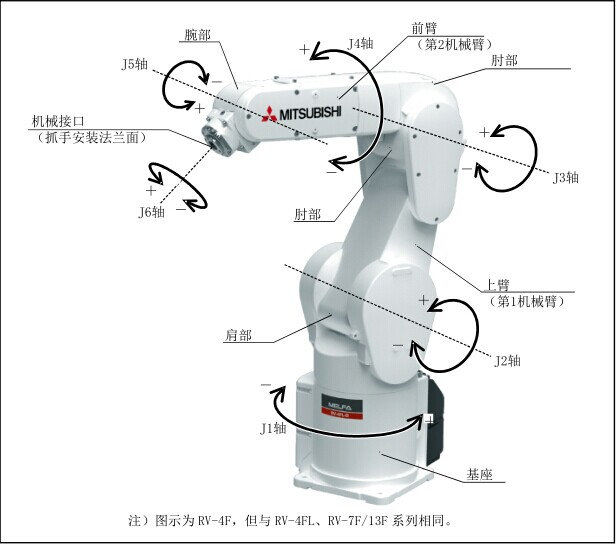 腕部
J4轴
前臂
（第2机械臂）
肘部
J5轴
机械接口
（抓手安装法兰面）
MITSUBISHI
J3轴
J6轴
肘部
上臂
（第1机械臂）
肩部
J2轴
MELFA
J1轴
基座
注）图示为 RV-4F，但与 RV-4FL、RV-7F/13F 系列相同。